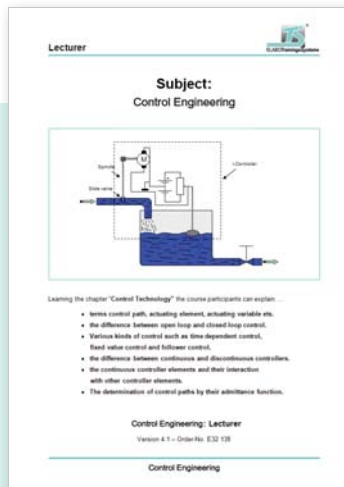 Lecturer
ELABOTrainingsSysteme
Subject:
Control Engineering
Spindle
M
I-Controller
Slide valve
Learning the chapter "Control Technology" the course participants can explain ...
• terms control path, actuating element, actuating variable ets.
• the difference between open loop and closed loop control.
• Various kinds of control such as time dependent control,
fixed value control and follower control.
• the difference between continuous and discontinuous controllers.
• the continuous controller elements and their interaction
with other controller elements.
• The determination of control paths by their admittance function.
Control Engineering: Lecturer
Version 4.1 – Order-No. E32 138
Control Engineering